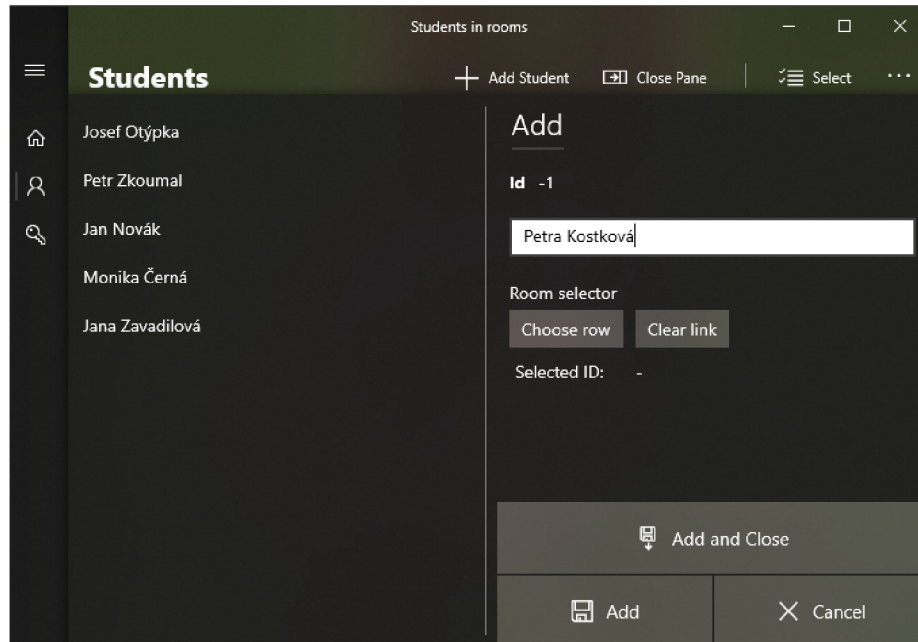 Students in rooms
Students
Add Student Close Pane Select
Josef Otýpka
Petr Zkoumal
Jan Novák
Monika Černá
Jana Zavadilová
Add
Id -1
Petra Kostková
Room selector
Choose row Clear link
Selected ID: -
Add and Close
Add Cancel